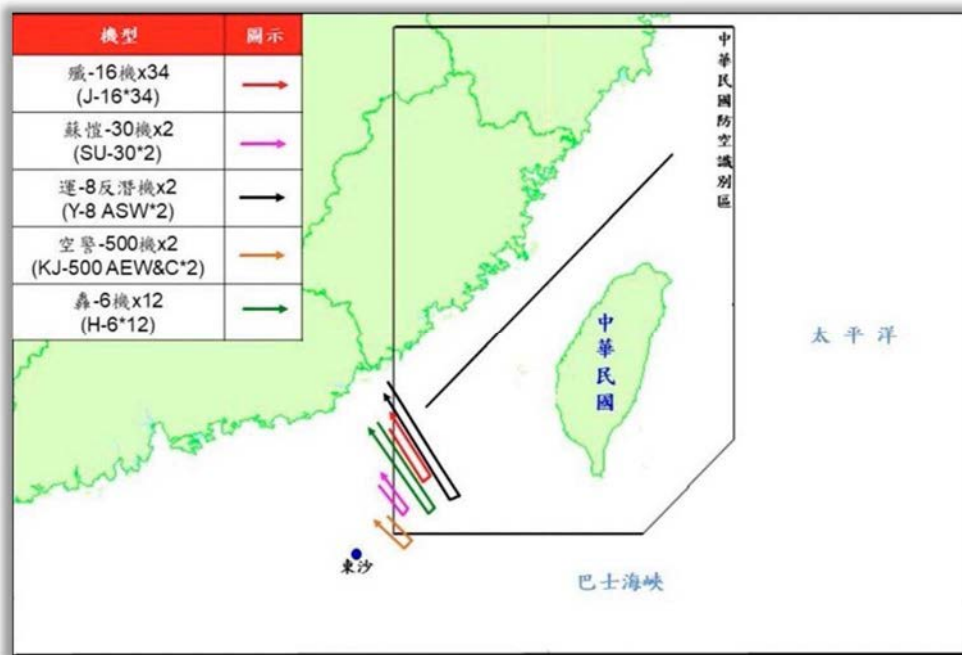 機型
圖示
殲-16機x34
(J-16*34)
蘇愷-30機x2
(SU-30*2)
運-8反潛機x2
(Y-8 ASW*2)
空警-500機x2
(KJ-500 AEW&C*2)
轟-6機x12
(H-6*12)
中華民國防空識別區
中華民國
太平洋
東沙
巴士海峽